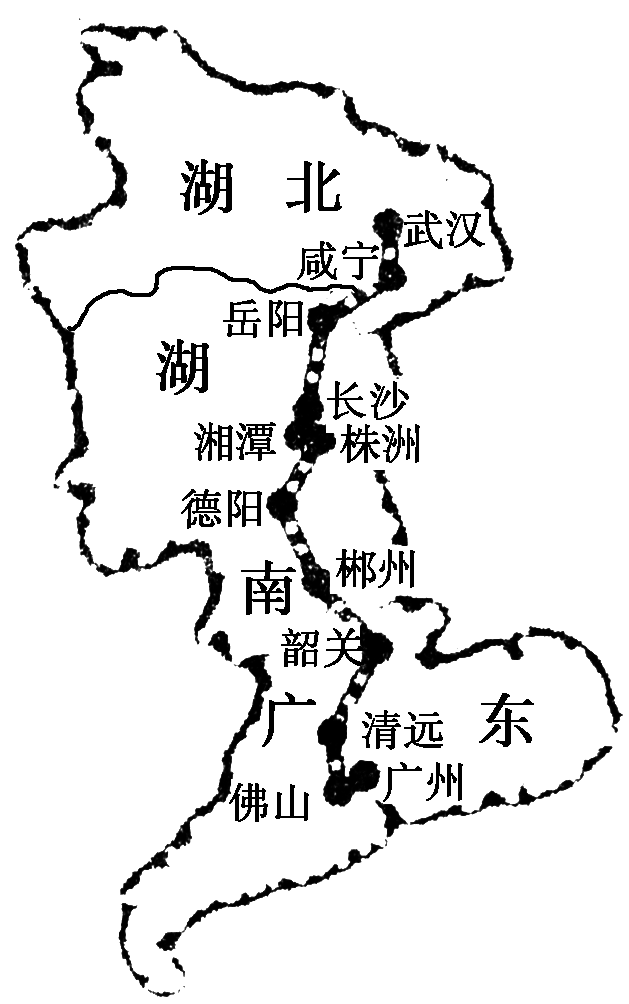 湖北
武汉
咸宁
岳阳
湖
长沙
湘潭
株洲
德阳
郴州
南
韶关
广东
清远
广州
佛山